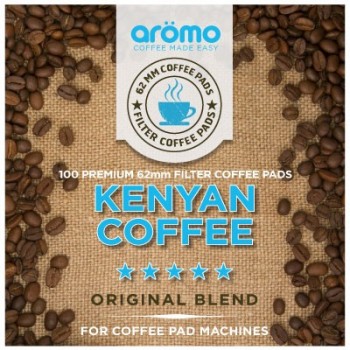 arömo
COFFEE MADE EASY
62 MM COFFEE PADS
FILTER COFFEE PADS
100 PREMIUM 62mm FILTER COFFEE PADS
KENYAN
COFFEE
ORIGINAL BLEND
FOR COFFEE PAD MACHINES